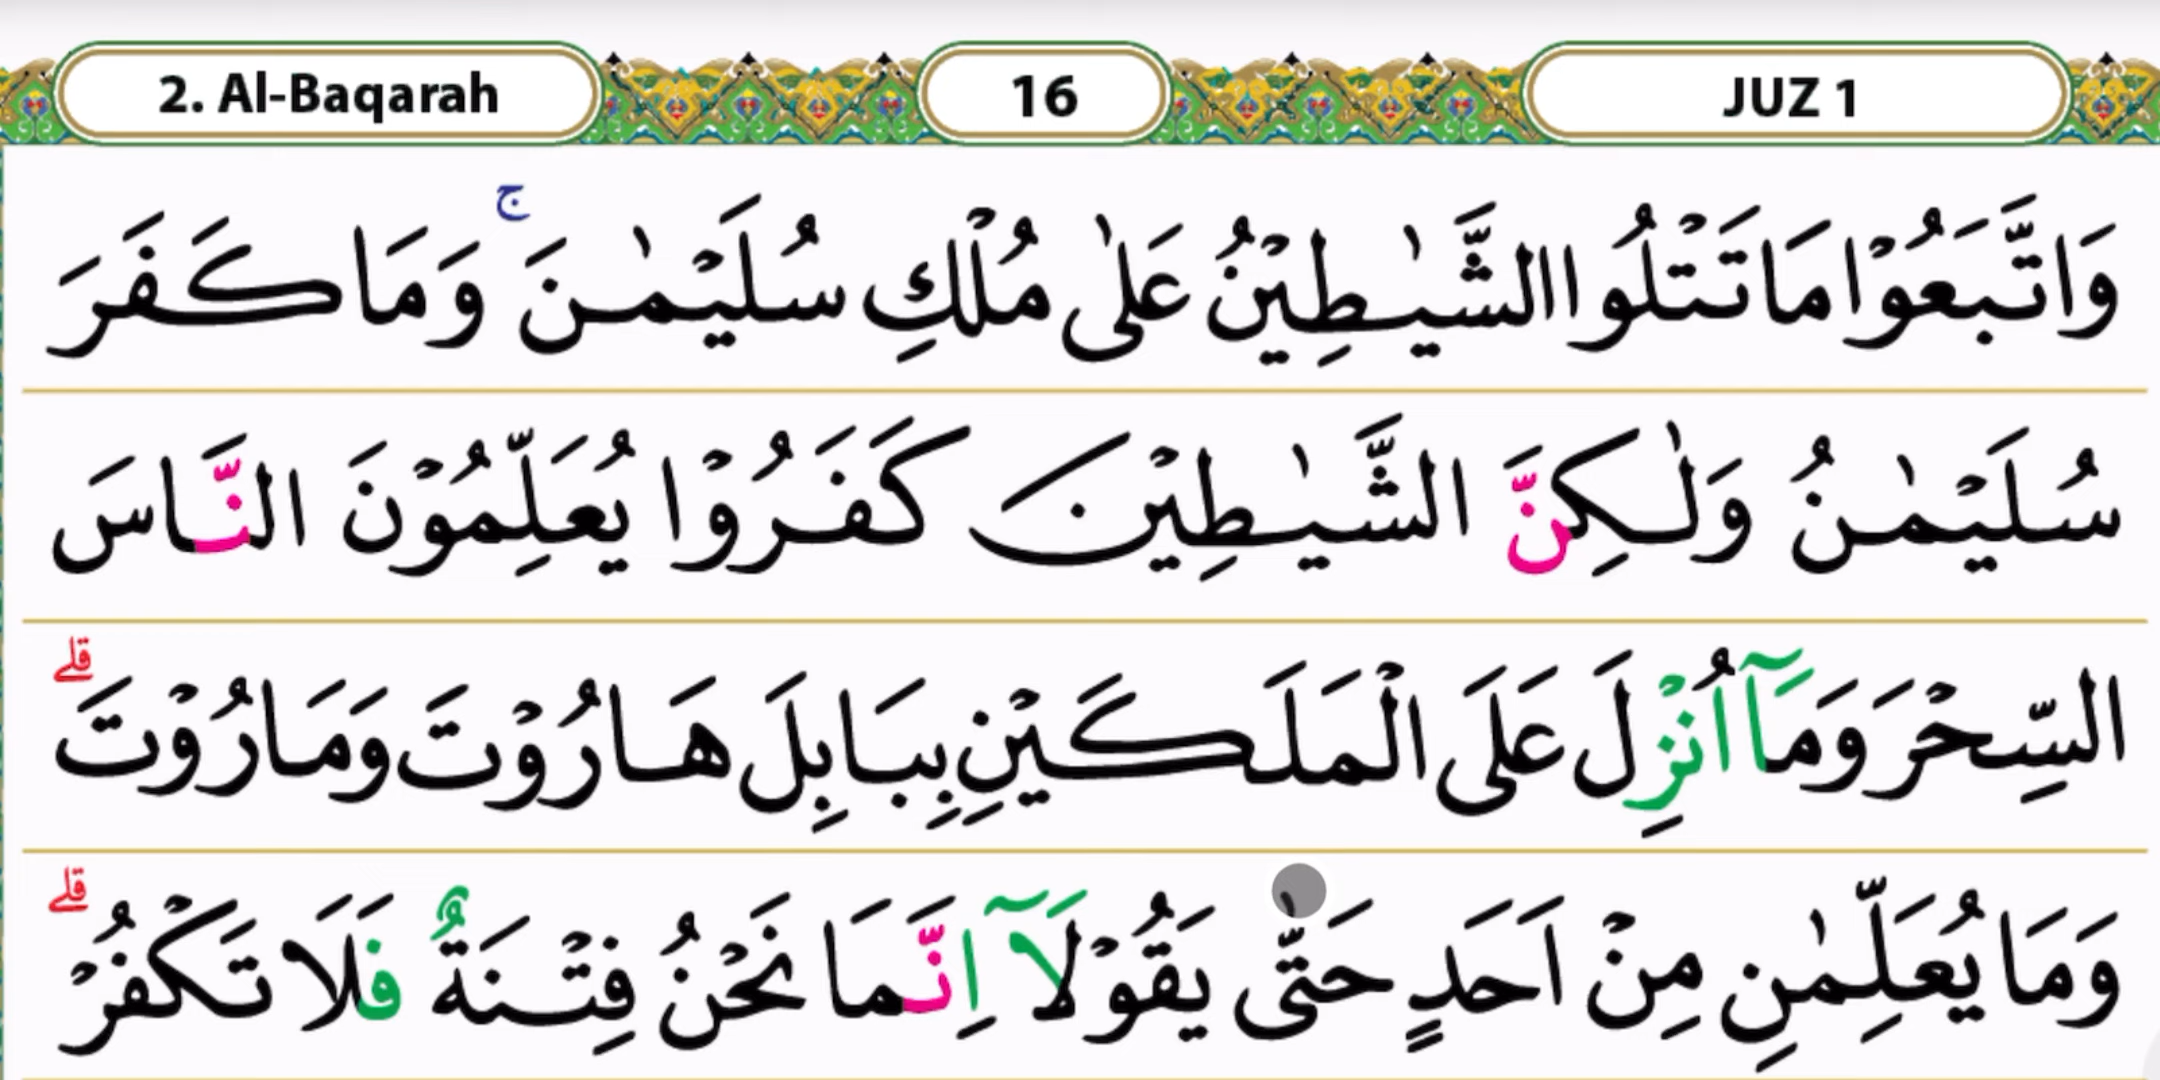 2. Al-Baqarah 16 JUZ 1
وَاتَّبَعُوْا مَا تَتْلُوا الشَّيٰطِيْنُ عَلٰى مُلْكِ سُلَيْمٰنَ ۚ وَمَا كَفَرَ
سُلَيْمٰنُ وَلٰكِنَّ الشَّيٰطِيْنَ كَفَرُوْا يُعَلِّمُوْنَ النَّاسَ
السِّحْرَ وَمَآ اُنْزِلَ عَلَى الْمَلَكَيْنِ بِبَابِلَ هَارُوْتَ وَمَارُوْتَ ۗ
وَمَا يُعَلِّمٰنِ مِنْ اَحَدٍ حَتّٰى يَقُوْلَآ اِنَّمَا نَحْنُ فِتْنَةٌ فَلَا تَكْفُرْ ۗ